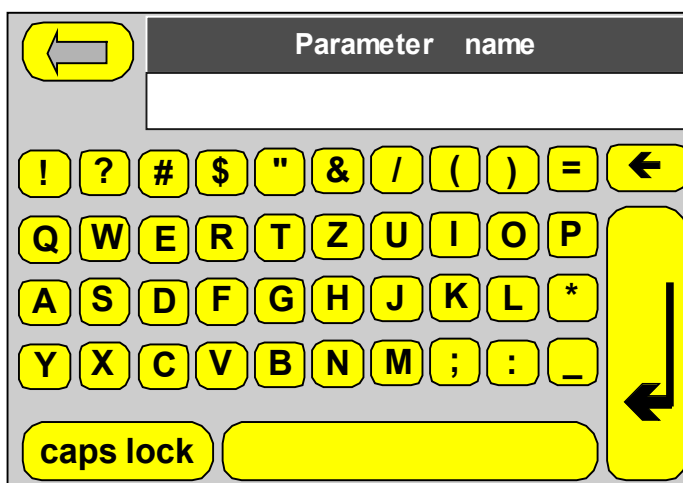 Parameter name
! ? # $ " & / ( ) =
Q W E R T Z U I O P
A S D F G H J K L *
Y X C V B N M ; : _
caps lock